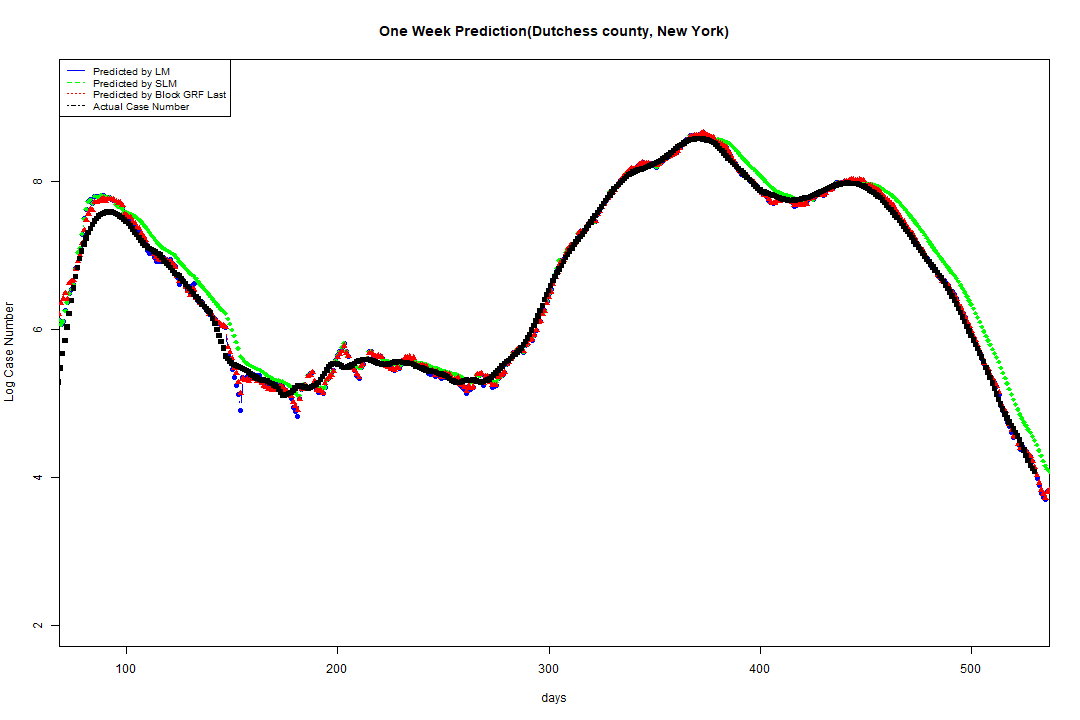 One Week Prediction(Dutchess county, New York)
Predicted by LM
Predicted by SLM
Predicted by Block GRF Last
Actual Case Number
Log Case Number
8
6
4
2
100 200 300 400 500
days